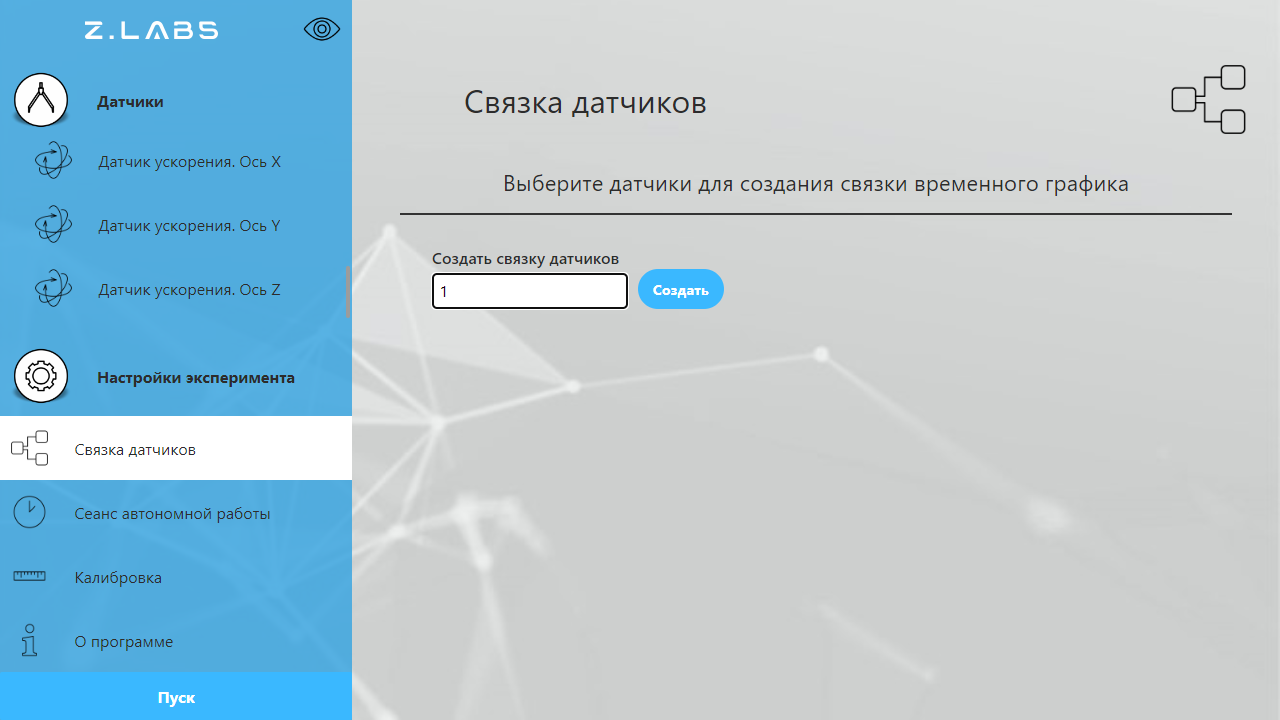 Z.LABS
Датчики
Датчик ускорения. Ось X
Датчик ускорения. Ось Y
Датчик ускорения. Ось Z
Настройки эксперимента
Связка датчиков
Сеанс автономной работы
Калибровка
О программе
Пуск
Связка датчиков
Выберите датчики для создания связки временного графика
Создать связку датчиков
1
Создать